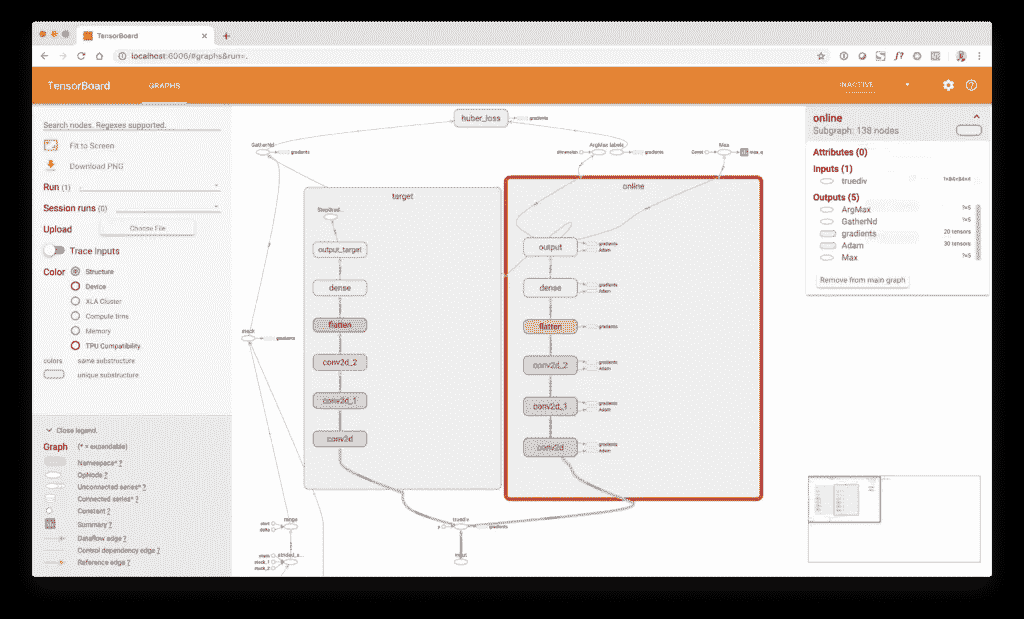 TensorBoard
localhost:6006/#graphs&run=.
TensorBoard
GRAPHS
INACTIVE
Search nodes. Regexes supported.
Fit to Screen
Download PNG
Run (1)
Session runs (0)
Upload
Choose File
Trace Inputs
Color
Structure
Device
XLA Cluster
Compute time
Memory
TPU Compatibility
colors
same substructure
unique substructure
Close legend.
Graph
(* = expandable)
Namespace* ?
OpNode ?
Unconnected series* ?
Connected series* ?
Constant ?
Summary ?
Dataflow edge ?
Control dependency edge ?
Reference edge ?
huber_loss
gradients
GatherNd
gradients
ArgMax
labels
gradients
Max
target
output_target
dense
flatten
conv2d_2
conv2d_1
conv2d
online
output
gradients
Adam
dense
gradients
Adam
flatten
gradients
conv2d_2
gradients
Adam
conv2d_1
gradients
Adam
conv2d
gradients
Adam
stack
gradients
range
start
delta
stack_1
stack_2
truediv
y
gradients
input
online
Subgraph: 138 nodes
Attributes (0)
Inputs (1)
truediv
?×84×84×4
Outputs (5)
ArgMax
?×5
GatherNd
?×5
gradients
20 tensors
Adam
30 tensors
Max
?×5
Remove from main graph